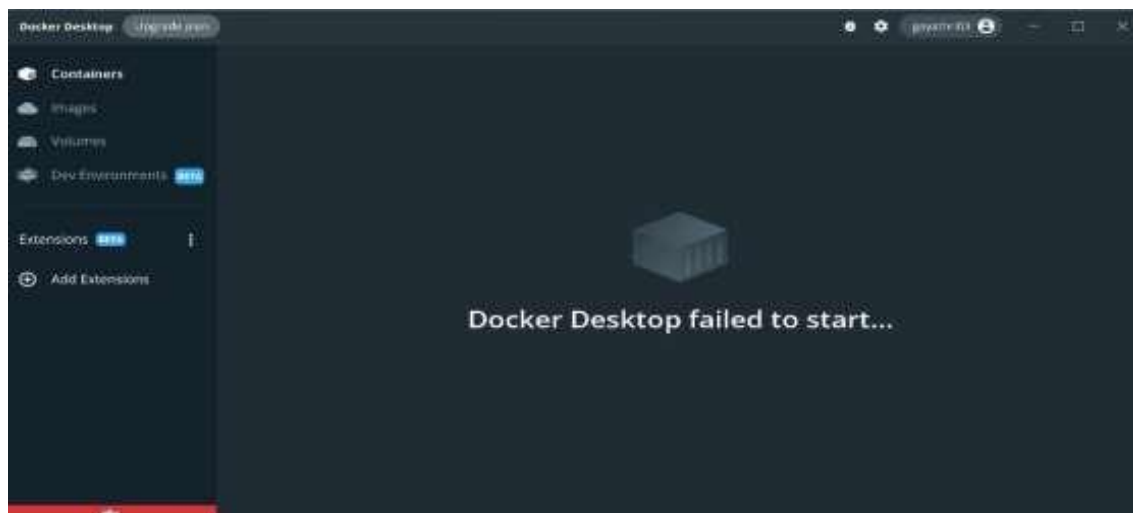 Docker Desktop Upgrade plan
Containers
Images
Volumes
Dev Environments BETA
Extensions BETA
Add Extensions
Docker Desktop failed to start...